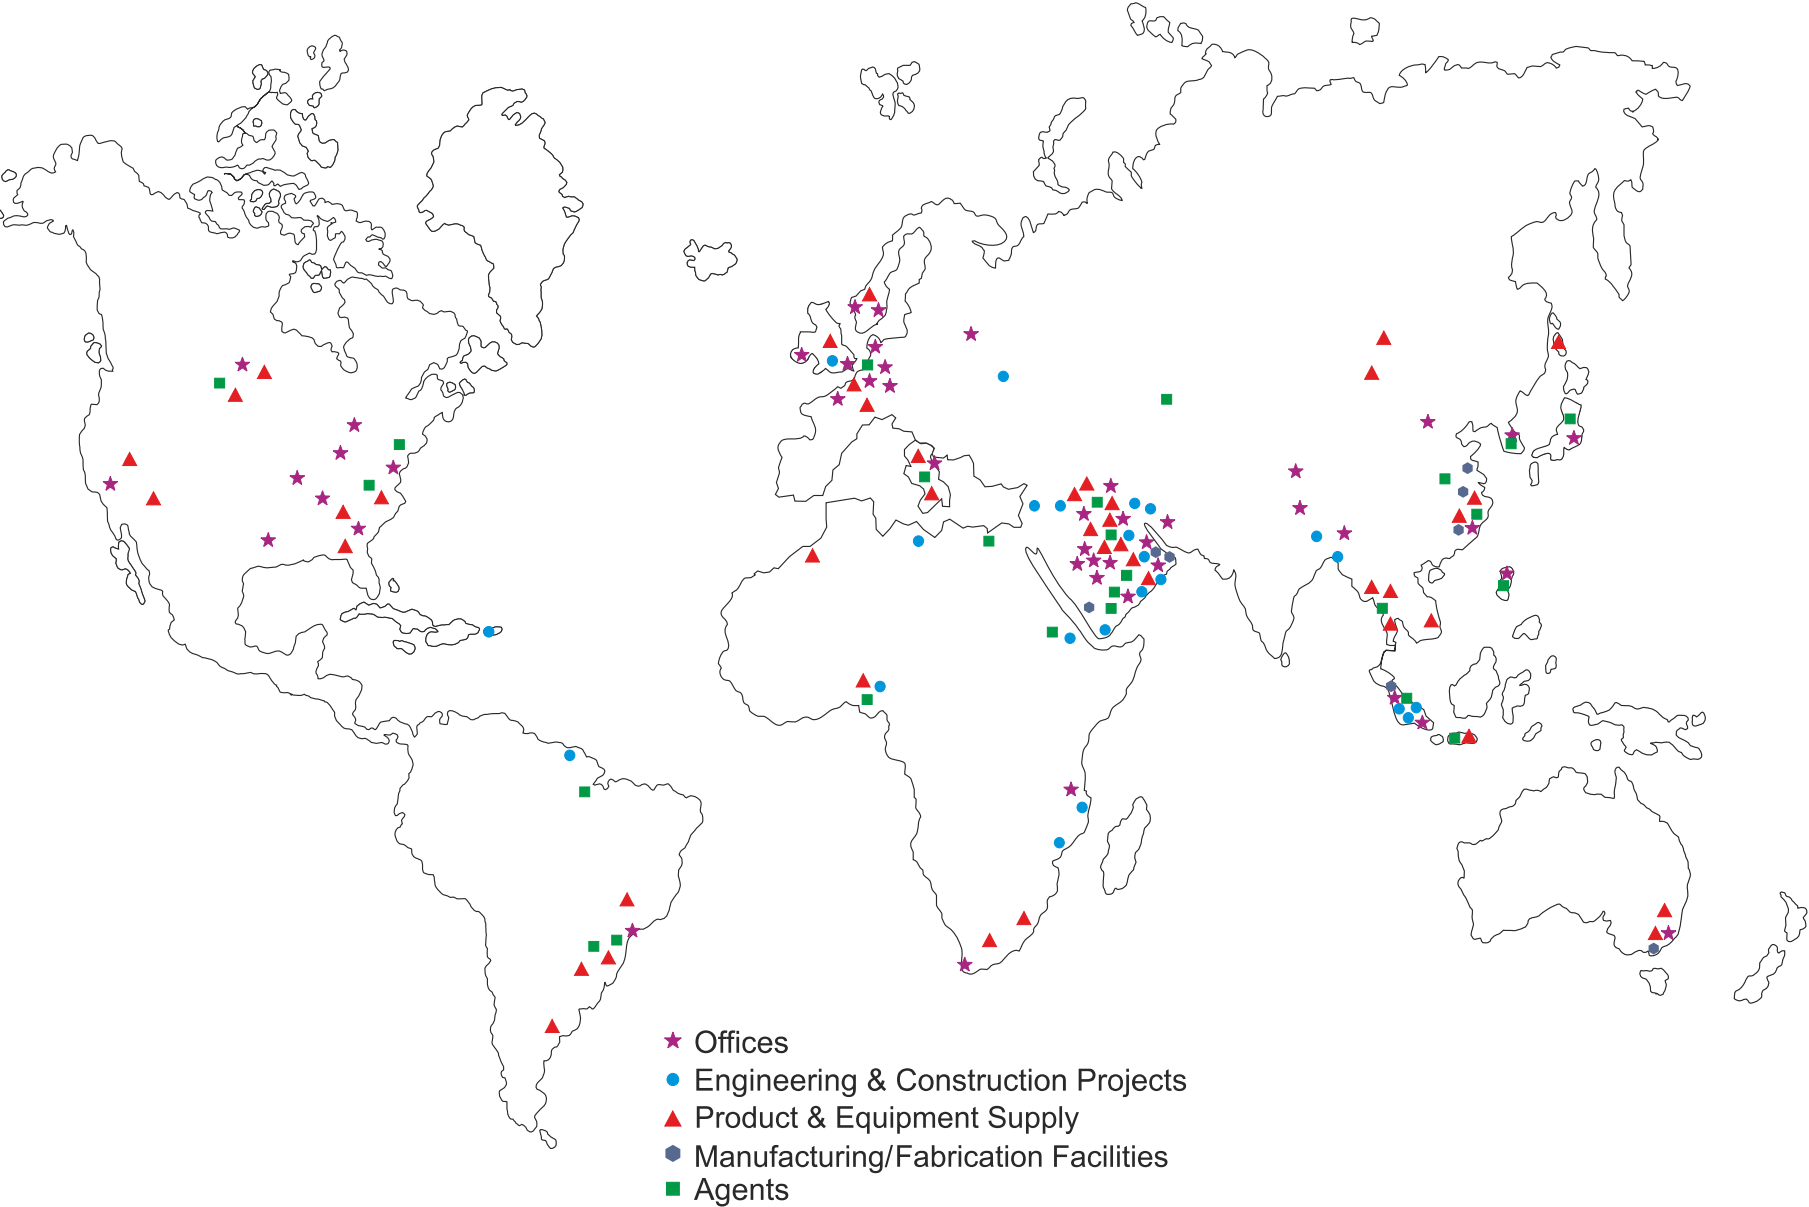 Offices
Engineering & Construction Projects
Product & Equipment Supply
Manufacturing/Fabrication Facilities
Agents